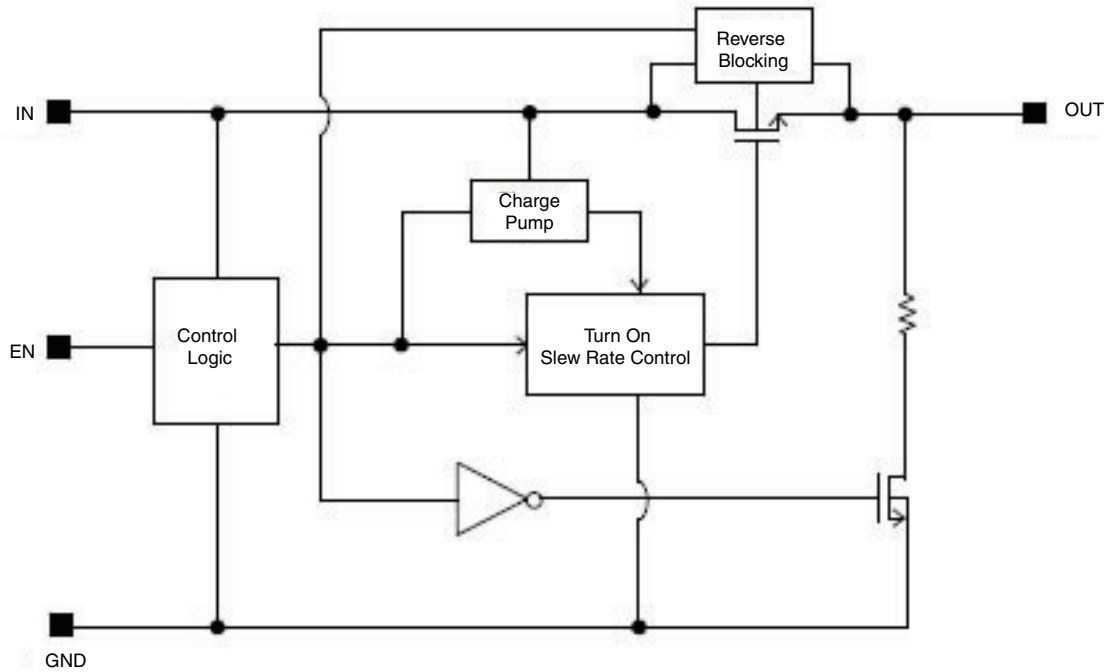 Reverse
Blocking
IN
OUT
Charge
Pump
Control
Logic
EN
Turn On
Slew Rate Control
GND